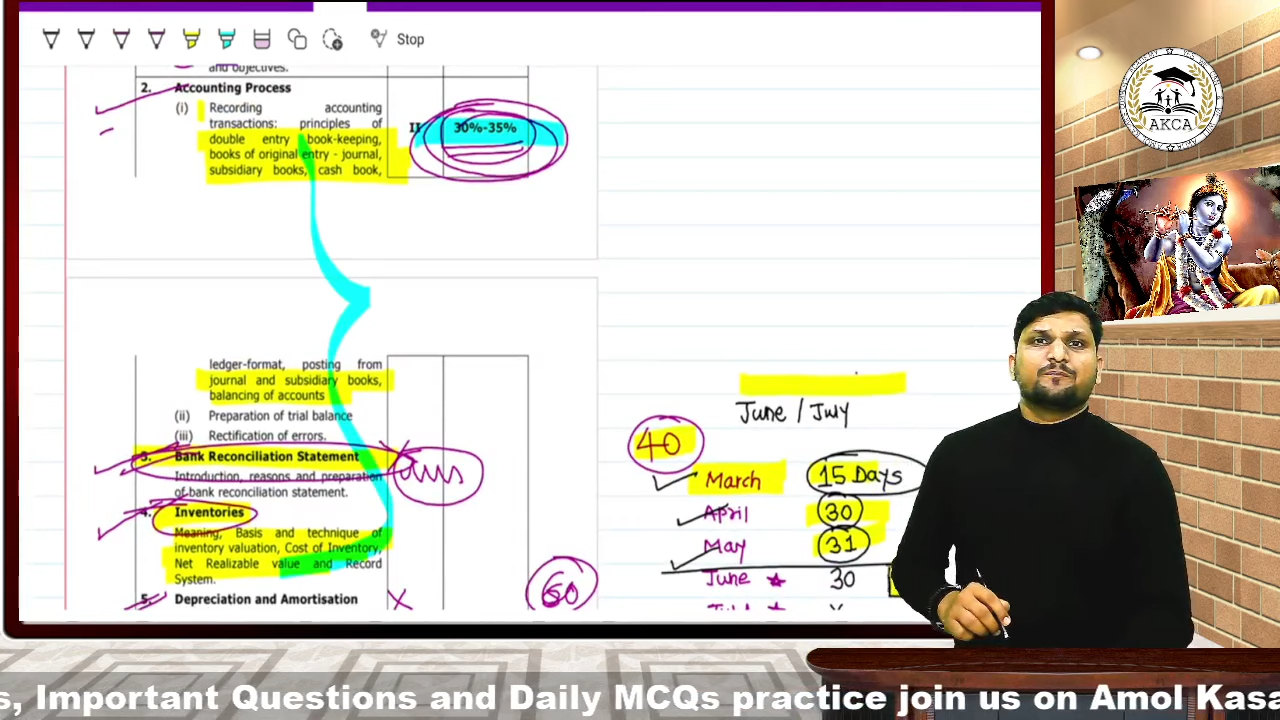 Stop
and objectives.
2. Accounting Process
(i) Recording accounting
transactions: principles of
double entry book-keeping,
books of original entry - journal,
subsidiary books, cash book,
II 30%-35%
ledger-format, posting from
journal and subsidiary books,
balancing of accounts
(ii) Preparation of trial balance
(iii) Rectification of errors.
3. Bank Reconciliation Statement
Introduction, reasons and preparation
of bank reconciliation statement.
4. Inventories
Meaning, Basis and technique of
inventory valuation, Cost of Inventory,
Net Realizable value and Record
System.
5. Depreciation and Amortisation
60
June / July
40
March 15 Days
April 30
May 31
June 30
AKCA
s, Important Questions and Daily MCQs practice join us on Amol Kasa